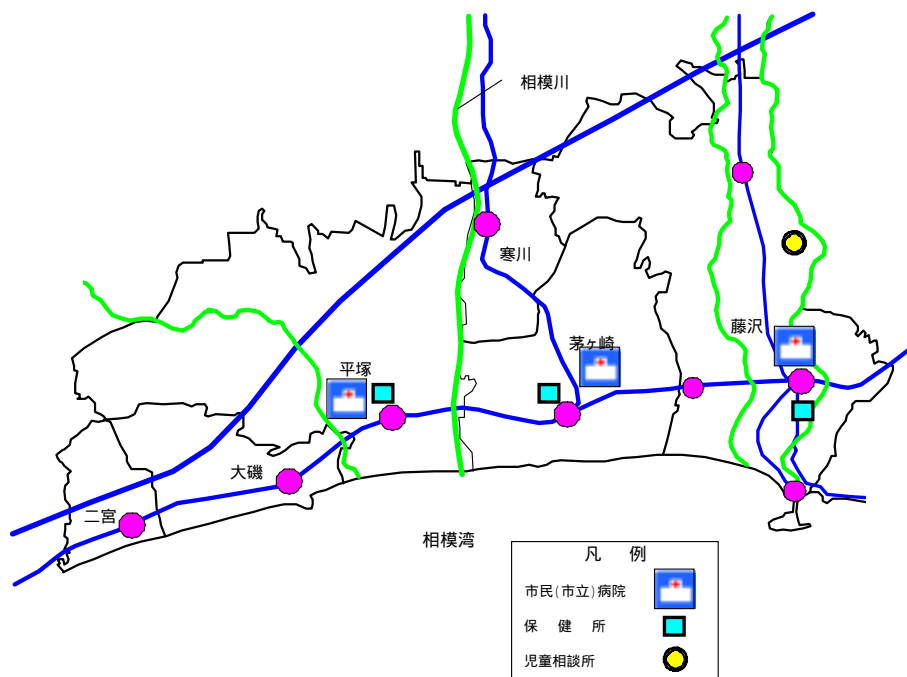 相模川
寒川
藤沢
茅ヶ崎
平塚
大磯
二宮
相模湾
凡 例
市民(市立)病院
保 健 所
児童相談所